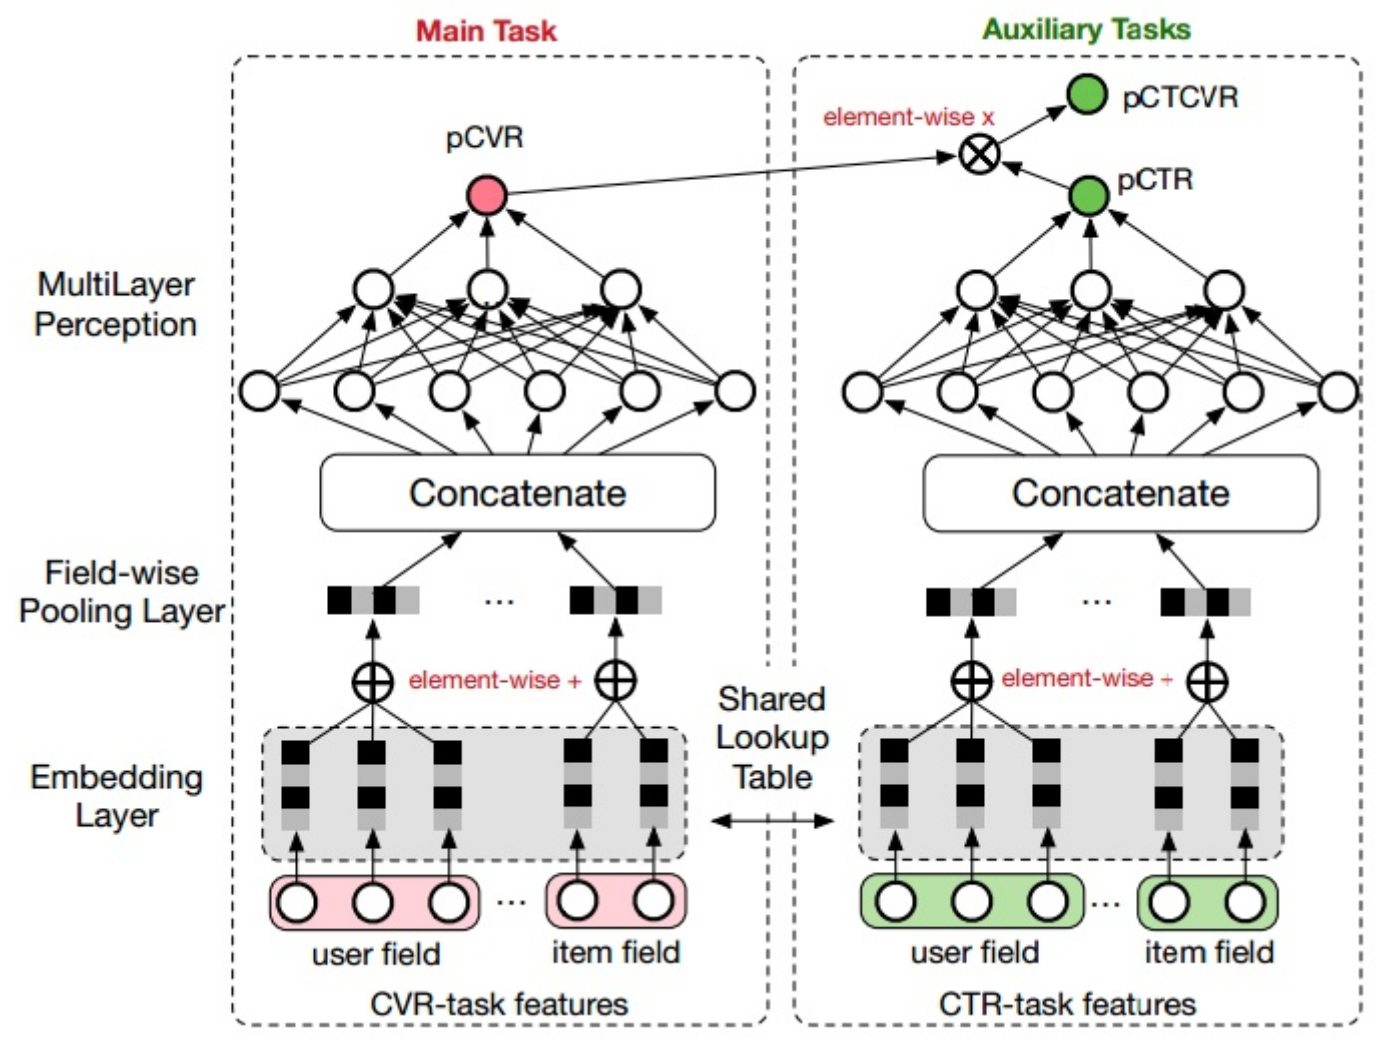 Main Task
Auxiliary Tasks
pCTCVR
element-wise x
pCVR
pCTR
MultiLayer
Perception
Concatenate
Concatenate
Field-wise
Pooling Layer
...
...
element-wise +
element-wise +
Shared
Lookup
Table
Embedding
Layer
...
...
user field
item field
user field
item field
CVR-task features
CTR-task features